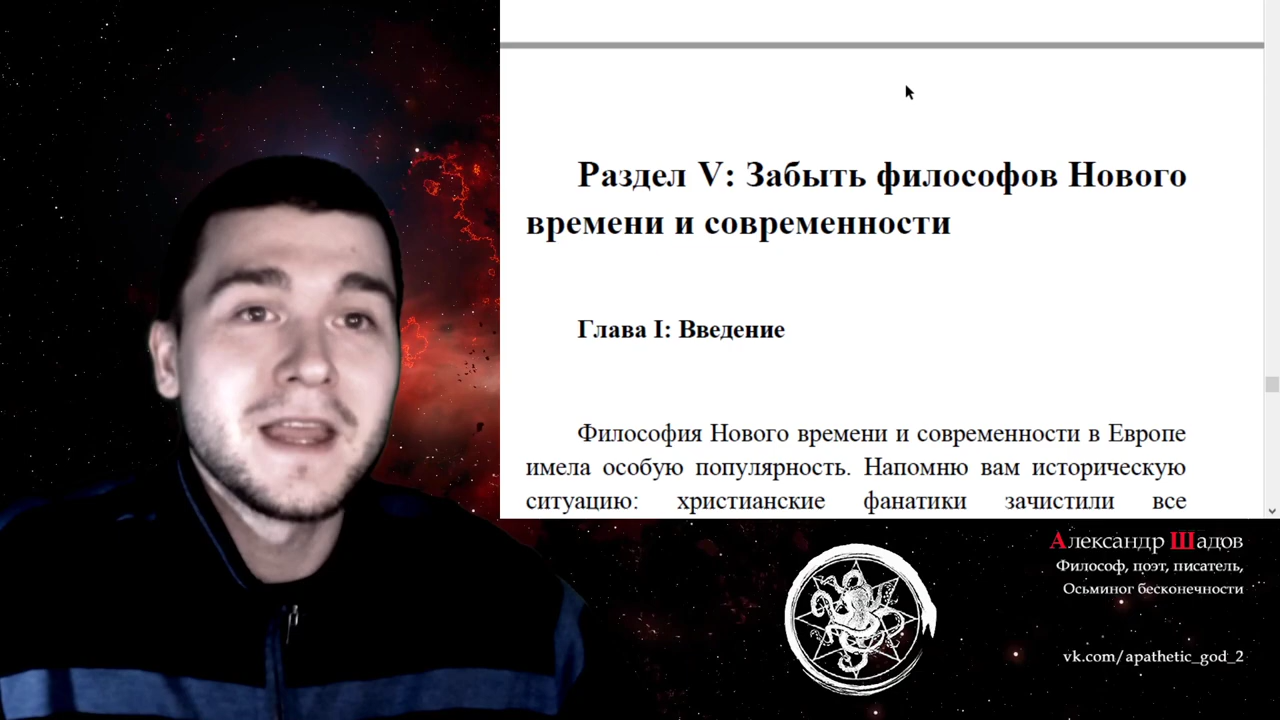 Раздел V: Забыть философов Нового
времени и современности
Глава I: Введение
Философия Нового времени и современности в Европе
имела особую популярность. Напомню вам историческую
ситуацию: христианские фанатики зачистили все
Александр Шадов
Философ, поэт, писатель,
Осьминог бесконечности
vk.com/apathetic_god_2